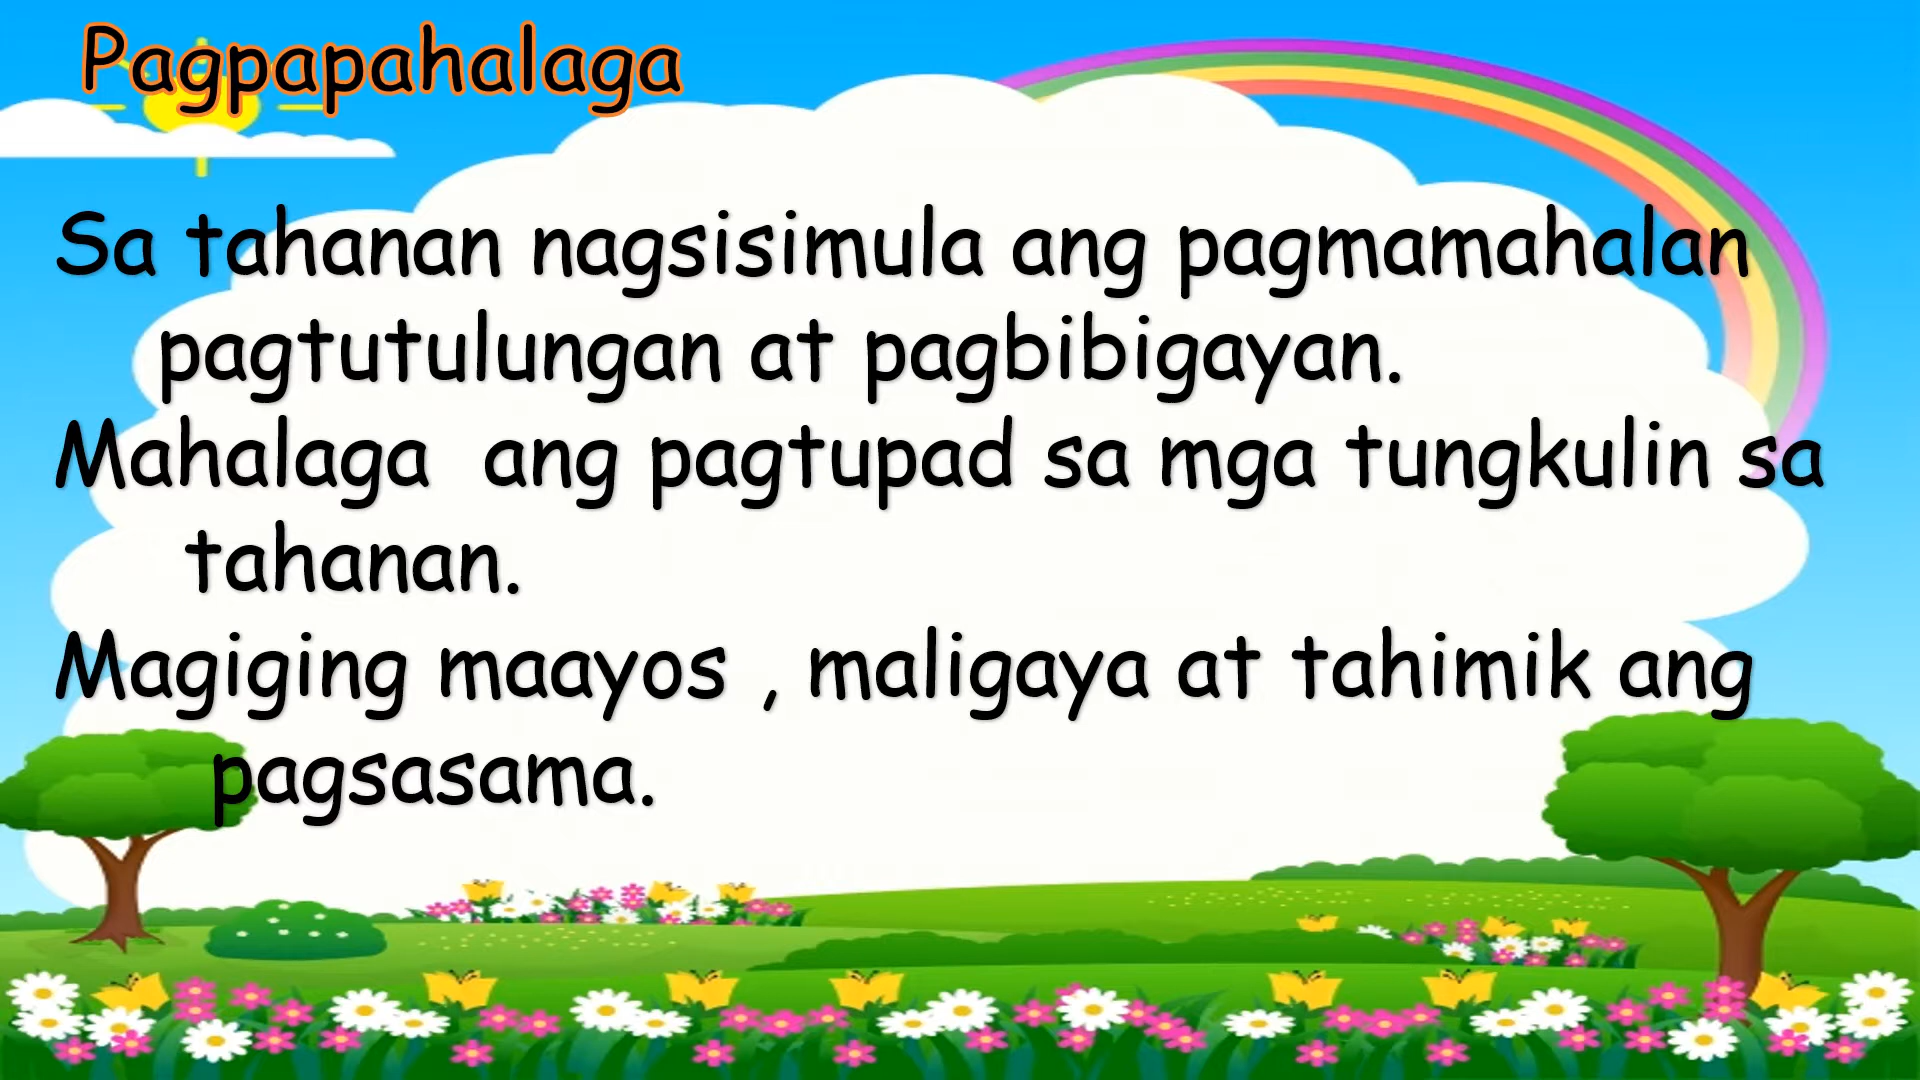 Pagpapahalaga
Sa tahanan nagsisimula ang pagmamahalan
pagtutulungan at pagbibigayan.
Mahalaga ang pagtupad sa mga tungkulin sa
tahanan.
Magiging maayos , maligaya at tahimik ang
pagsasama.